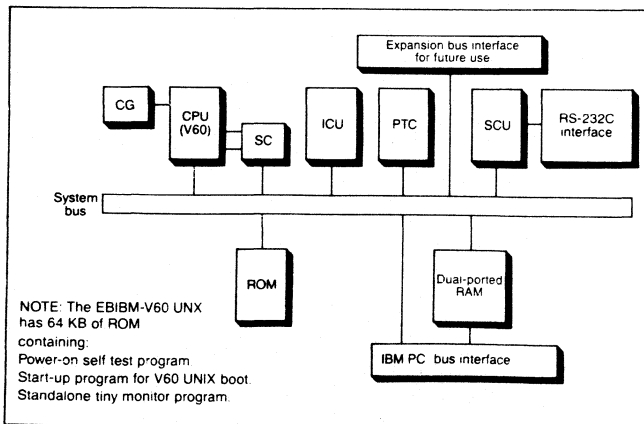 Expansion bus interface
for future use
CG
CPU
(V60)
SC
ICU
PTC
SCU
RS-232C
interface
System
bus
ROM
Dual-ported
RAM
IBM PC bus interface
NOTE: The EBIBM-V60 UNX
has 64 KB of ROM
containing:
Power-on self test program
Start-up program for V60 UNIX boot.
Standalone tiny monitor program.